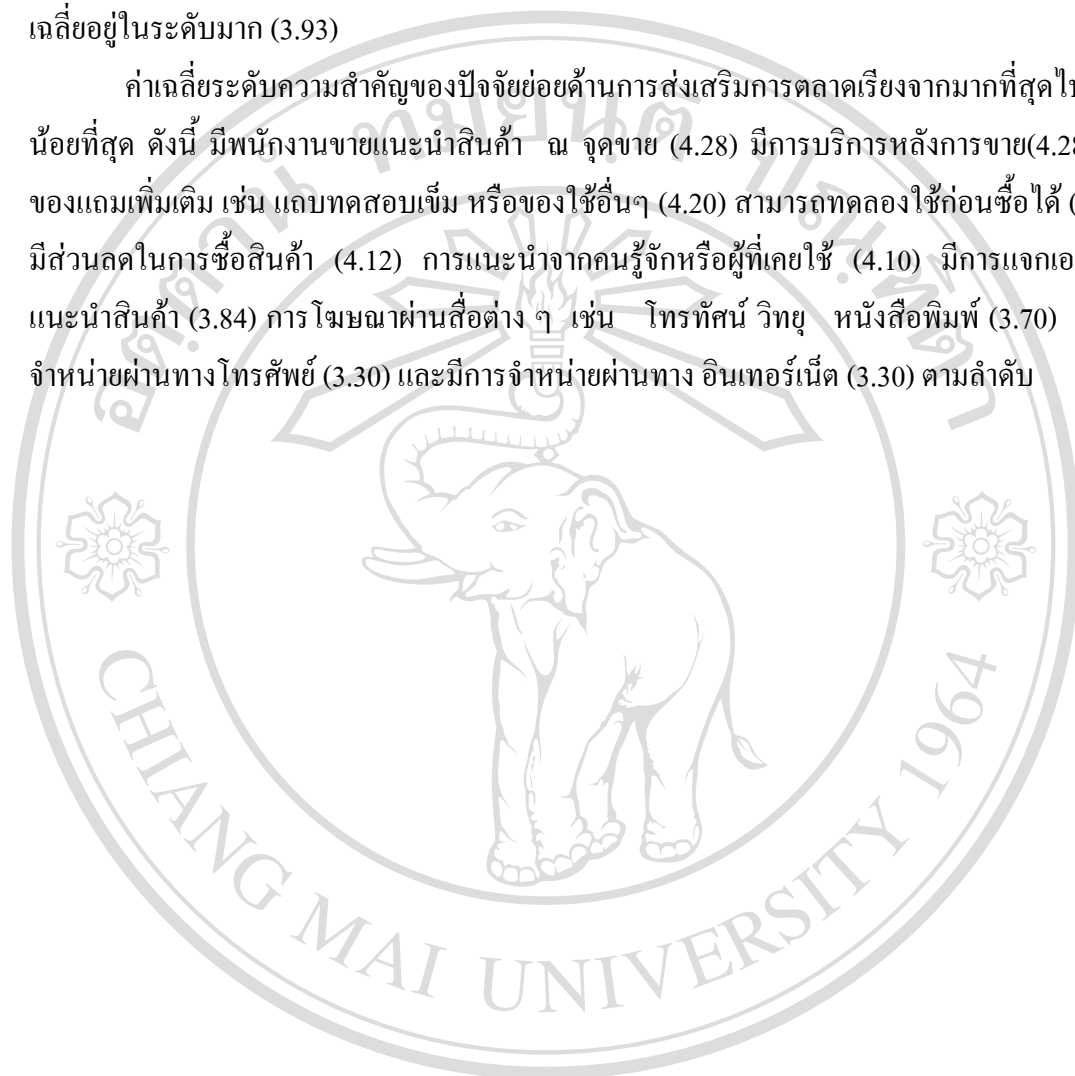 เฉลี่ยอยู่ในระดับมาก (3.93)
ค่าเฉลี่ยระดับความสำคัญของปัจจัยย่อยด้านการส่งเสริมการตลาดเรียงจากมากที่สุดไป
น้อยที่สุด ดังนี้ มีพนักงานขายแนะนำสินค้า ณ จุดขาย (4.28) มีการบริการหลังการขาย(4.28
ของแถมเพิ่มเติม เช่น แถบทดสอบเข็ม หรือของใช้อื่นๆ (4.20) สามารถทดลองใช้ก่อนซื้อได้ (
มีส่วนลดในการซื้อสินค้า (4.12) การแนะนำจากคนรู้จักหรือผู้ที่เคยใช้ (4.10) มีการแจกเอ
แนะนำสินค้า (3.84) การโฆษณาผ่านสื่อต่าง ๆ เช่น โทรทัศน์ วิทยุ หนังสือพิมพ์ (3.70)
จำหน่ายผ่านทางโทรศัพย์ (3.30) และมีการจำหน่ายผ่านทาง อินเทอร์เน็ต (3.30) ตามลำดับ
อตฺตานํ ทมยนฺติ ปณฺฑิตา
CHIANG MAI UNIVERSITY 1964